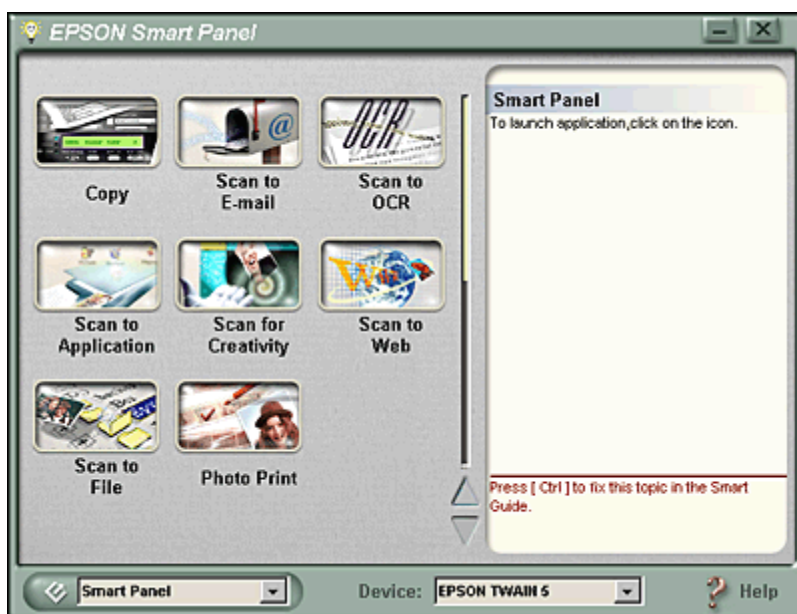 EPSON Smart Panel
Copy
Scan to
E-mail
Scan to
OCR
Scan to
Application
Scan for
Creativity
Scan to
Web
Scan to
File
Photo Print
Smart Panel
To launch application,click on the icon.
Press [ Ctrl ] to fix this topic in the Smart
Guide.
Smart Panel
Device:
EPSON TWAIN 5
Help
@
OCR